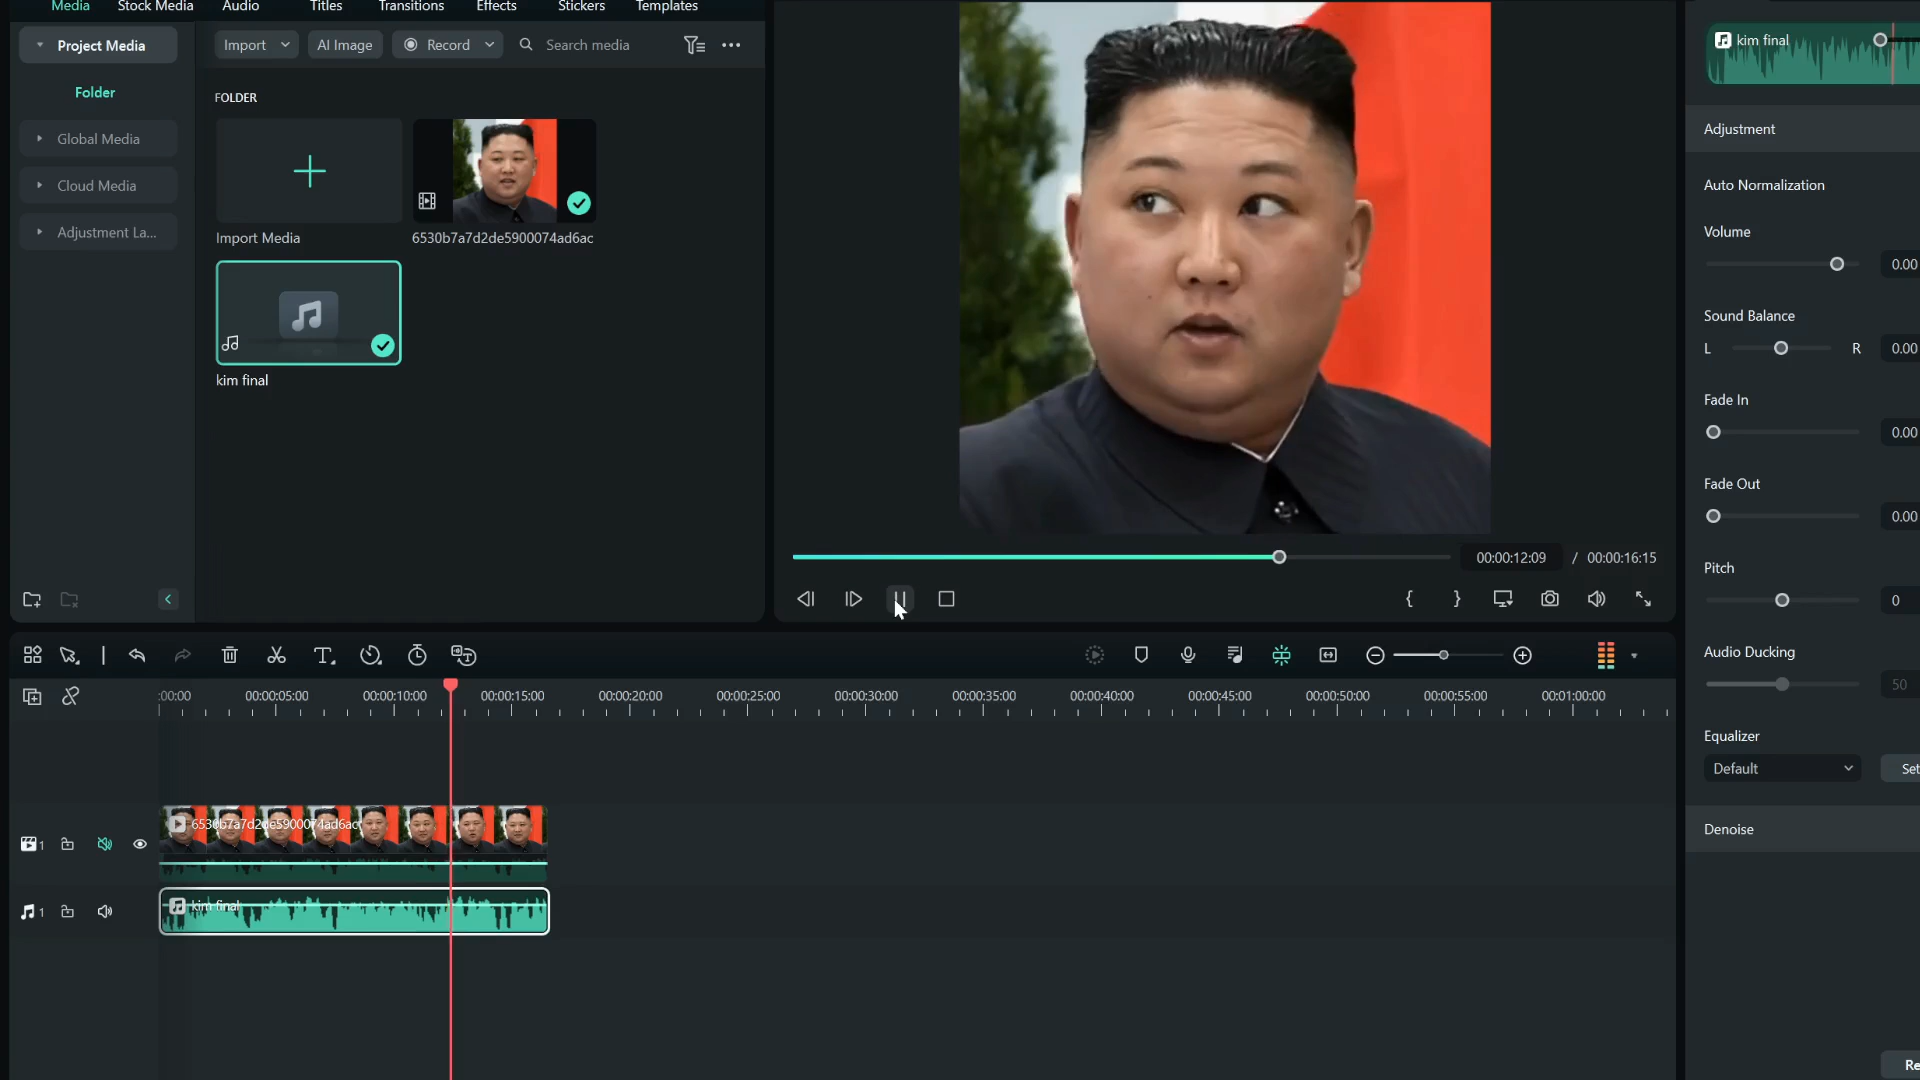 Media
Stock Media
Audio
Titles
Transitions
Effects
Stickers
Templates
Project Media
Folder
Global Media
Cloud Media
Adjustment La...
Import
AI Image
Record
Search media
FOLDER
Import Media
6530b7a7d2de5900074ad6ac
kim final
00:00:12:09 / 00:00:16:15
{ }
kim final
Adjustment
Auto Normalization
Volume
0.00
Sound Balance
L R 0.00
Fade In
0.00
Fade Out
0.00
Pitch
0
Audio Ducking
50
Equalizer
Default
Set
Denoise
Re
:00:00 00:00:05:00 00:00:10:00 00:00:15:00 00:00:20:00 00:00:25:00 00:00:30:00 00:00:35:00 00:00:40:00 00:00:45:00 00:00:50:00 00:00:55:00 00:01:00:00
1
6530b7a7d2de5900074ad6ac
1
kim final